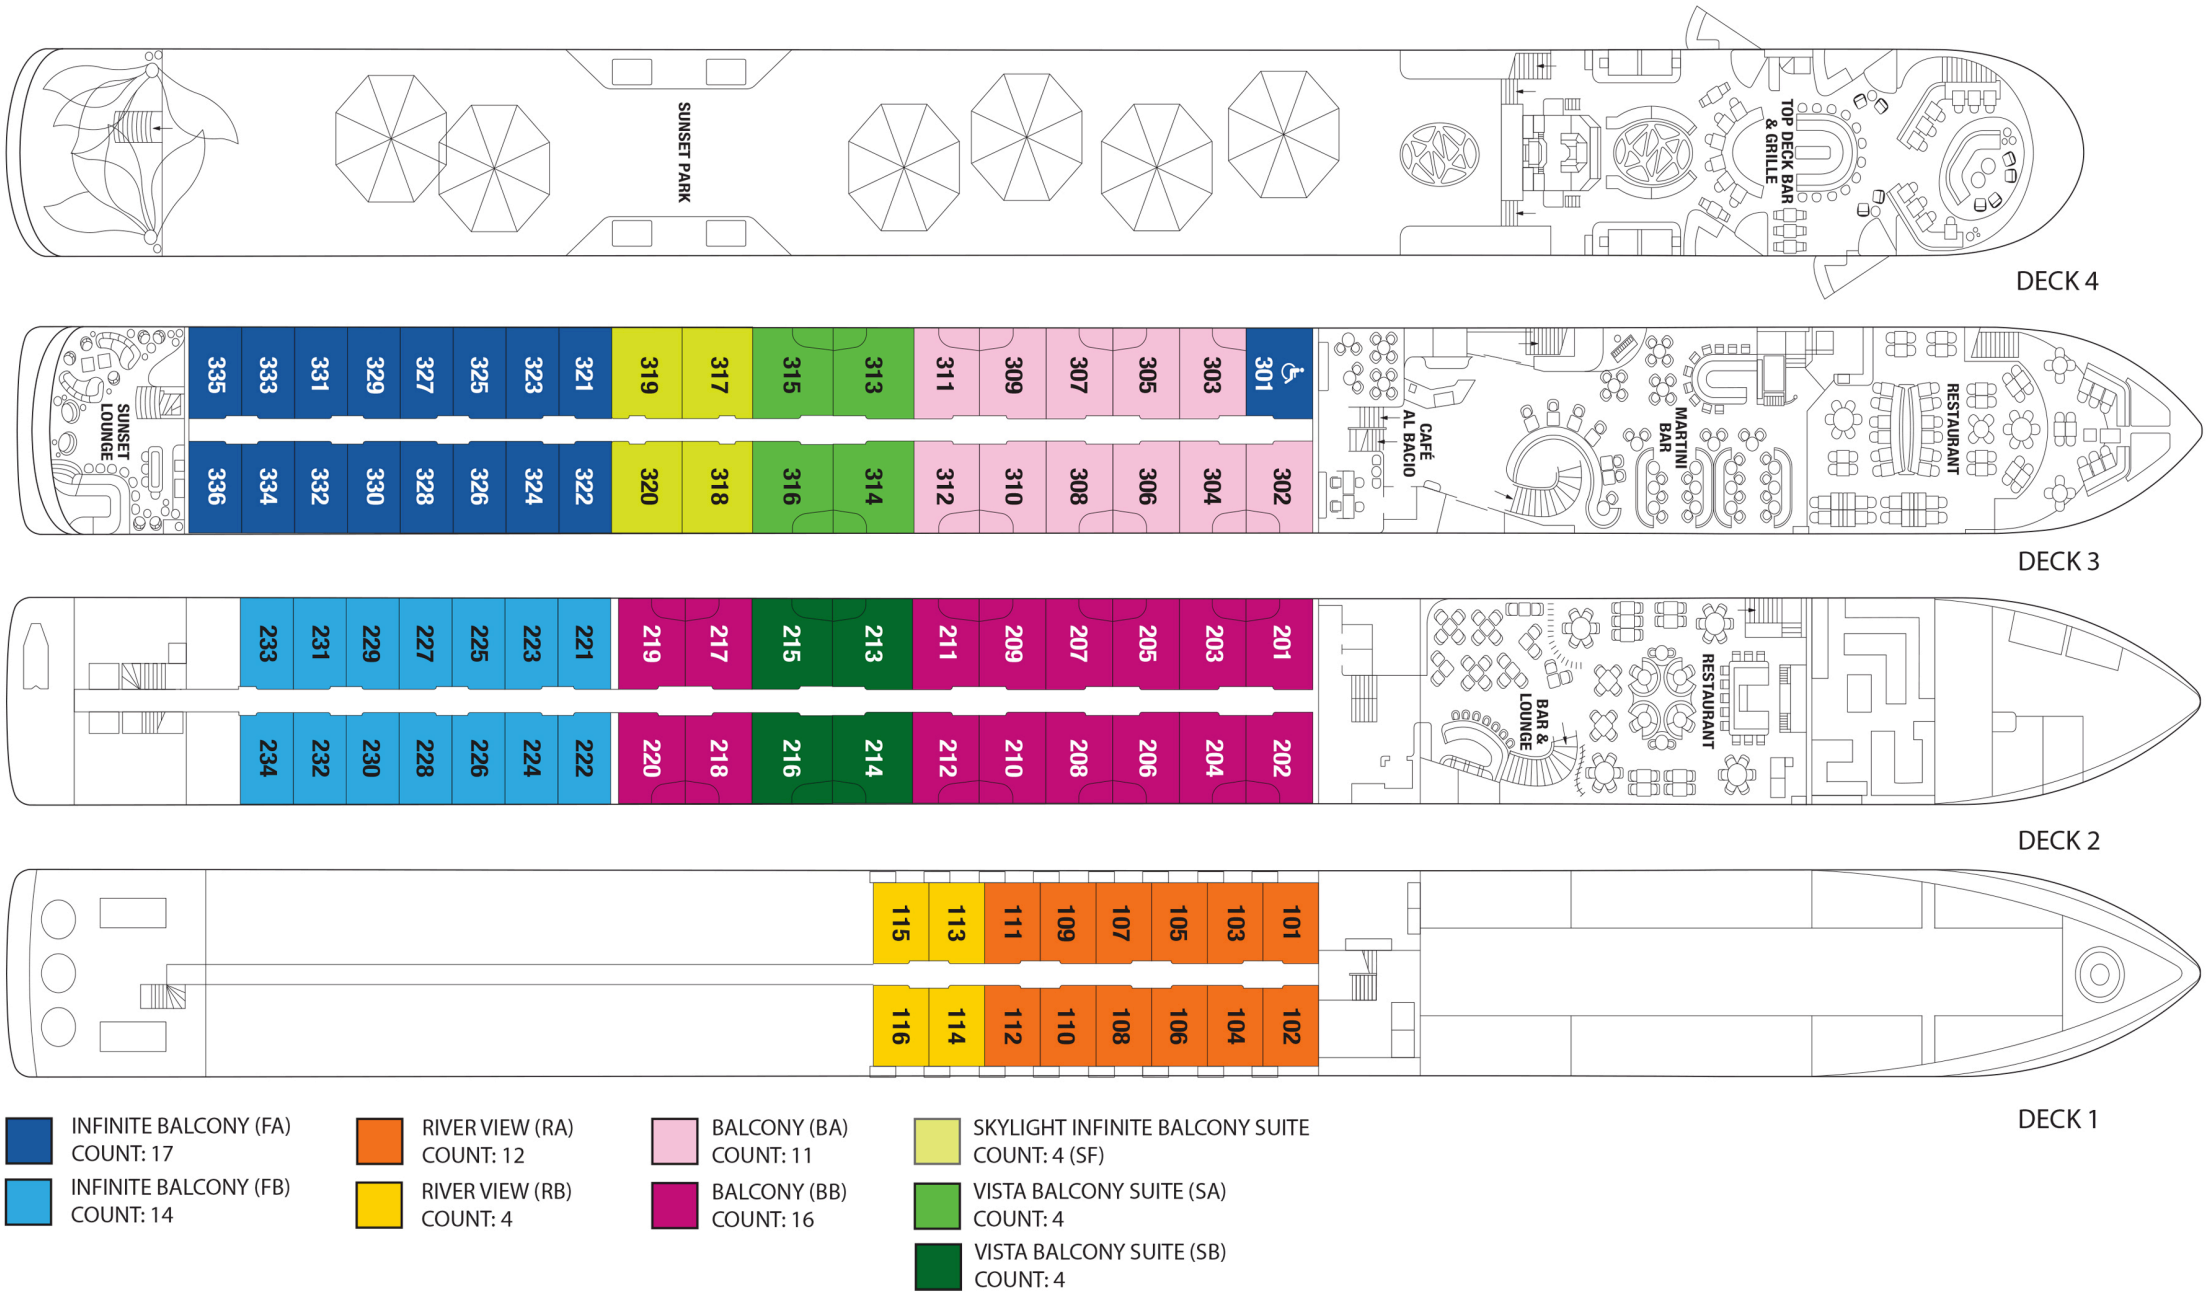 SUNSET PARK
TOP DECK BAR
& GRILLE
DECK 4
335 333 331 329 327 325 323 321 319 317 315 313 311 309 307 305 303 301
SUNSET
LOUNGE
CAFÉ
AL BACIO
MARTINI
BAR
RESTAURANT
336 334 332 330 328 326 324 322 320 318 316 314 312 310 308 306 304 302
DECK 3
233 231 229 227 225 223 221 219 217 215 213 211 209 207 205 203 201
BAR &
LOUNGE
RESTAURANT
234 232 230 228 226 224 222 220 218 216 214 212 210 208 206 204 202
DECK 2
115 113 111 109 107 105 103 101
116 114 112 110 108 106 104 102
DECK 1
INFINITE BALCONY (FA)
COUNT: 17
INFINITE BALCONY (FB)
COUNT: 14
RIVER VIEW (RA)
COUNT: 12
RIVER VIEW (RB)
COUNT: 4
BALCONY (BA)
COUNT: 11
BALCONY (BB)
COUNT: 16
SKYLIGHT INFINITE BALCONY SUITE
COUNT: 4 (SF)
VISTA BALCONY SUITE (SA)
COUNT: 4
VISTA BALCONY SUITE (SB)
COUNT: 4